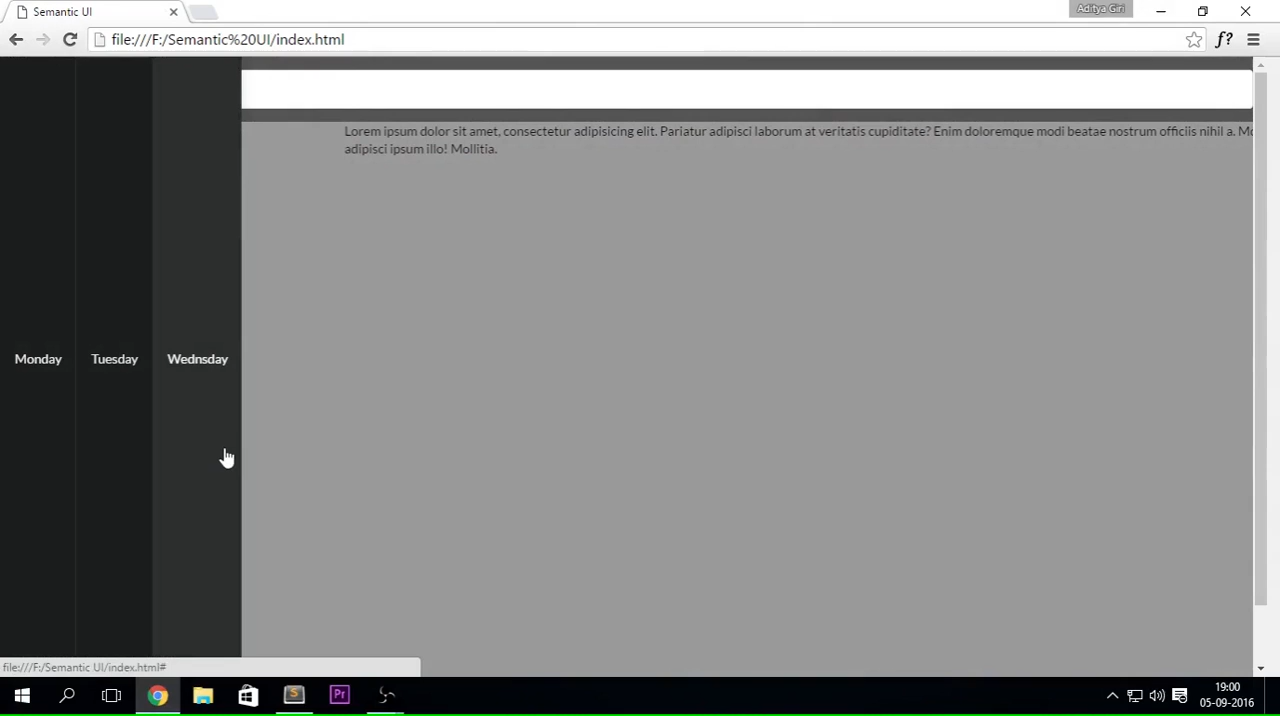 Semantic UI
Aditya Giri
file:///F:/Semantic%20UI/index.html
f?
Lorem ipsum dolor sit amet, consectetur adipisicing elit. Pariatur adipisci laborum at veritatis cupiditate? Enim doloremque modi beatae nostrum officiis nihil a. Mo
adipisci ipsum illo! Mollitia.
Monday Tuesday Wednsday
file:///F:/Semantic UI/index.html#
S Pr
19:00
05-09-2016